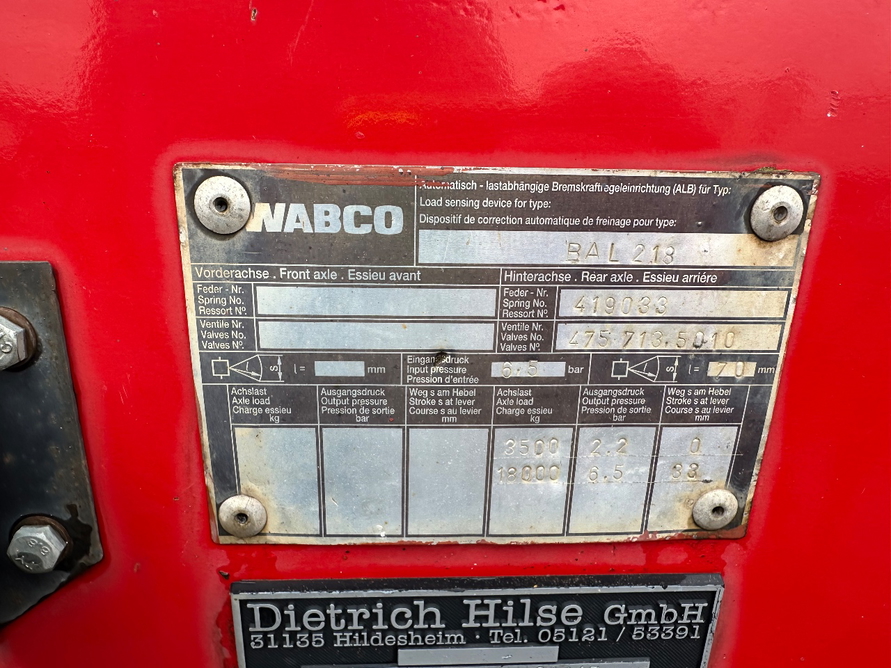 WABCO
Automatisch - lastabhängige Bremskraftregeleinrichtung (ALB) für Typ:
Load sensing device for type:
Dispositif de correction automatique de freinage pour type:
BAL 218
Vorderachse . Front axle . Essieu avant
Hinterachse . Rear axle . Essieu arriére
Feder - Nr.
Spring No.
Ressort N°.
Feder - Nr.
Spring No.
Ressort N°.
419033
Ventile Nr.
Valves No.
Valves N°.
Ventile Nr.
Valves No.
Valves N°.
475.713.5010
s l = mm
Eingangsdruck
Input pressure
Pression d'entrée
6.5 bar
s l = 70 mm
Achslast
Axle load
Charge essieu
kg
Ausgangsdruck
Output pressure
Pression de sortie
bar
Weg s am Hebel
Stroke s at lever
Course s au levier
mm
Achslast
Axle load
Charge essieu
kg
Ausgangsdruck
Output pressure
Pression de sortie
bar
Weg s am Hebel
Stroke s at lever
Course s au levier
mm
3500 2.2 0
13000 6.5 33
Dietrich Hilse GmbH
31135 Hildesheim · Tel. 05121 / 53391